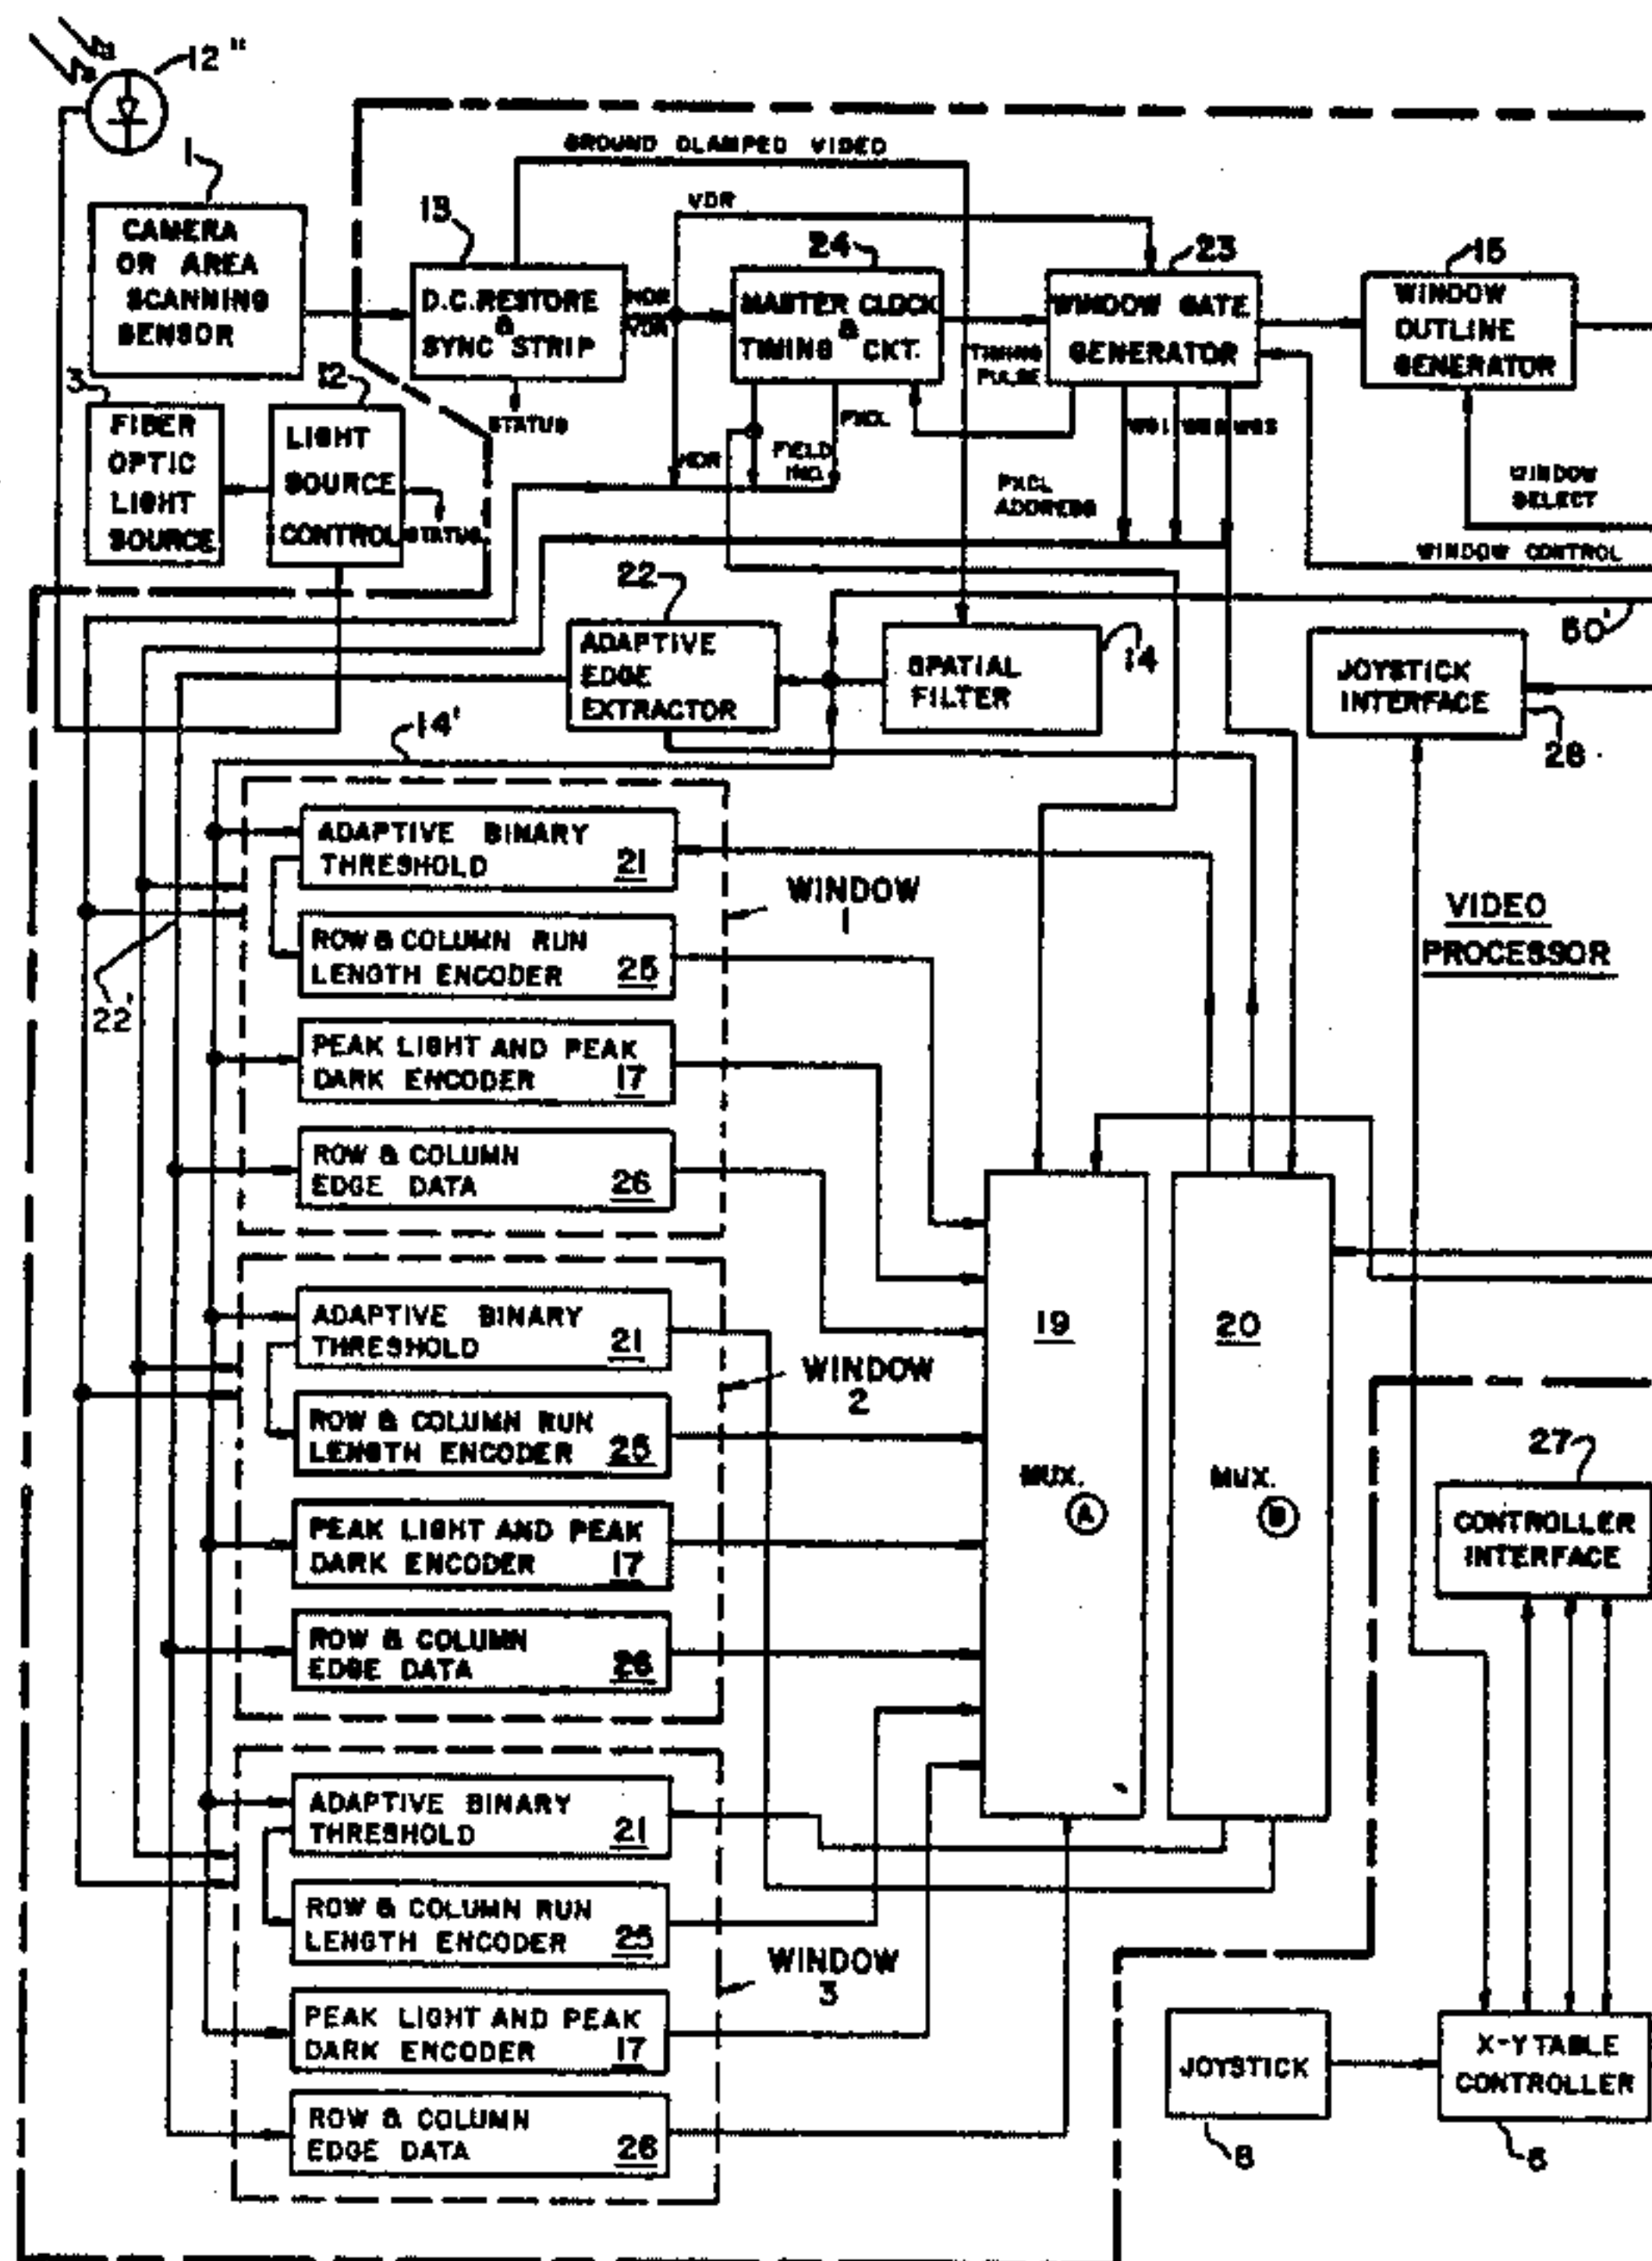 12"
1
CAMERA
OR AREA
SCANNING
SENSOR
GROUND CLAMPED VIDEO
VDR
13
D.C. RESTORE
&
SYNC STRIP
HDR
VDR
STATUS
24
MASTER CLOCK
&
TIMING CKT.
TIMING
PULSE
23
WINDOW GATE
GENERATOR
15
WINDOW
OUTLINE
GENERATOR
3
FIBER
OPTIC
LIGHT
SOURCE
12
LIGHT
SOURCE
CONTROL
STATUS
HDR
FIELD
IND.
PXCL
PXCL
ADDRESS
WG1 WG2 WG3
WINDOW
SELECT
WINDOW CONTROL
50'
22
ADAPTIVE
EDGE
EXTRACTOR
SPATIAL
FILTER
14
JOYSTICK
INTERFACE
28
14'
ADAPTIVE BINARY
THRESHOLD 21
ROW & COLUMN RUN
LENGTH ENCODER 25
PEAK LIGHT AND PEAK
DARK ENCODER 17
ROW & COLUMN
EDGE DATA 26
WINDOW
1
22'
VIDEO
PROCESSOR
ADAPTIVE BINARY
THRESHOLD 21
ROW & COLUMN RUN
LENGTH ENCODER 25
PEAK LIGHT AND PEAK
DARK ENCODER 17
ROW & COLUMN
EDGE DATA 26
WINDOW
2
19
MUX.
A
20
MUX.
B
27
CONTROLLER
INTERFACE
ADAPTIVE BINARY
THRESHOLD 21
ROW & COLUMN RUN
LENGTH ENCODER 25
PEAK LIGHT AND PEAK
DARK ENCODER 17
ROW & COLUMN
EDGE DATA 26
WINDOW
3
JOYSTICK
8
X-Y TABLE
CONTROLLER
6